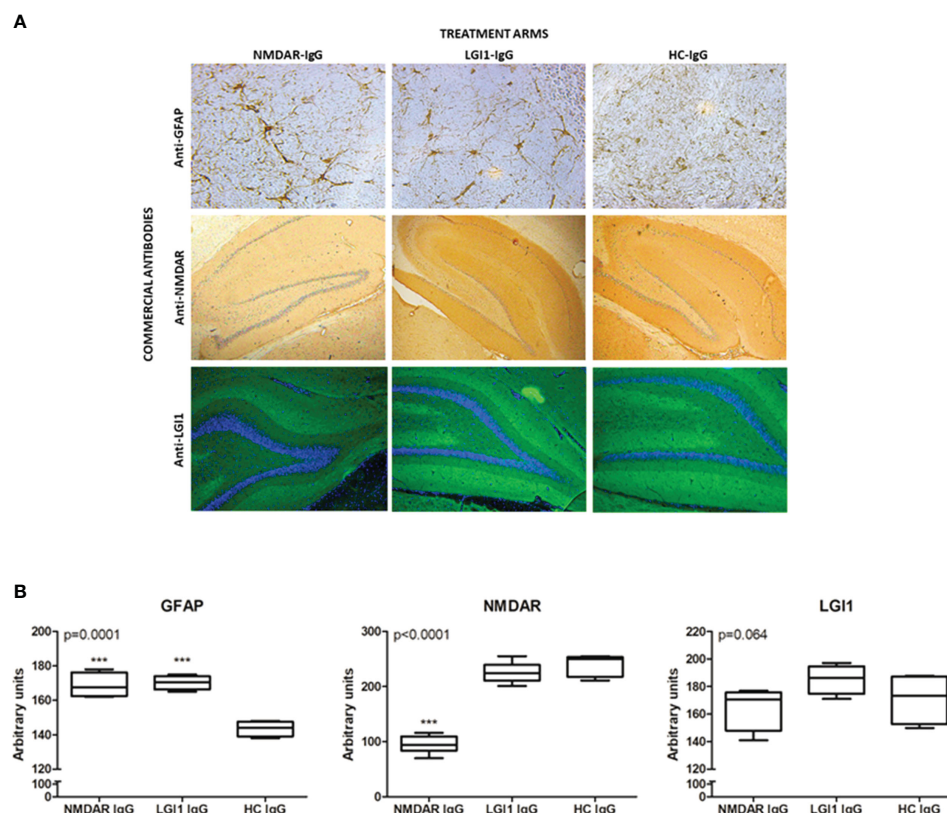 A
TREATMENT ARMS
NMDAR-IgG LGI1-IgG HC-IgG
COMMERCIAL ANTIBODIES
Anti-GFAP
Anti-NMDAR
Anti-LGI1
B
GFAP
p=0.0001
*** ***
Arbitrary units
200
180
160
140
120
100
0
NMDAR IgG LGI1 IgG HC IgG
NMDAR
p<0.0001
***
Arbitrary units
300
200
100
0
NMDAR IgG LGI1 IgG HC IgG
LGI1
p=0.064
Arbitrary units
220
200
180
160
140
120
100
0
NMDAR IgG LGI1 IgG HC IgG